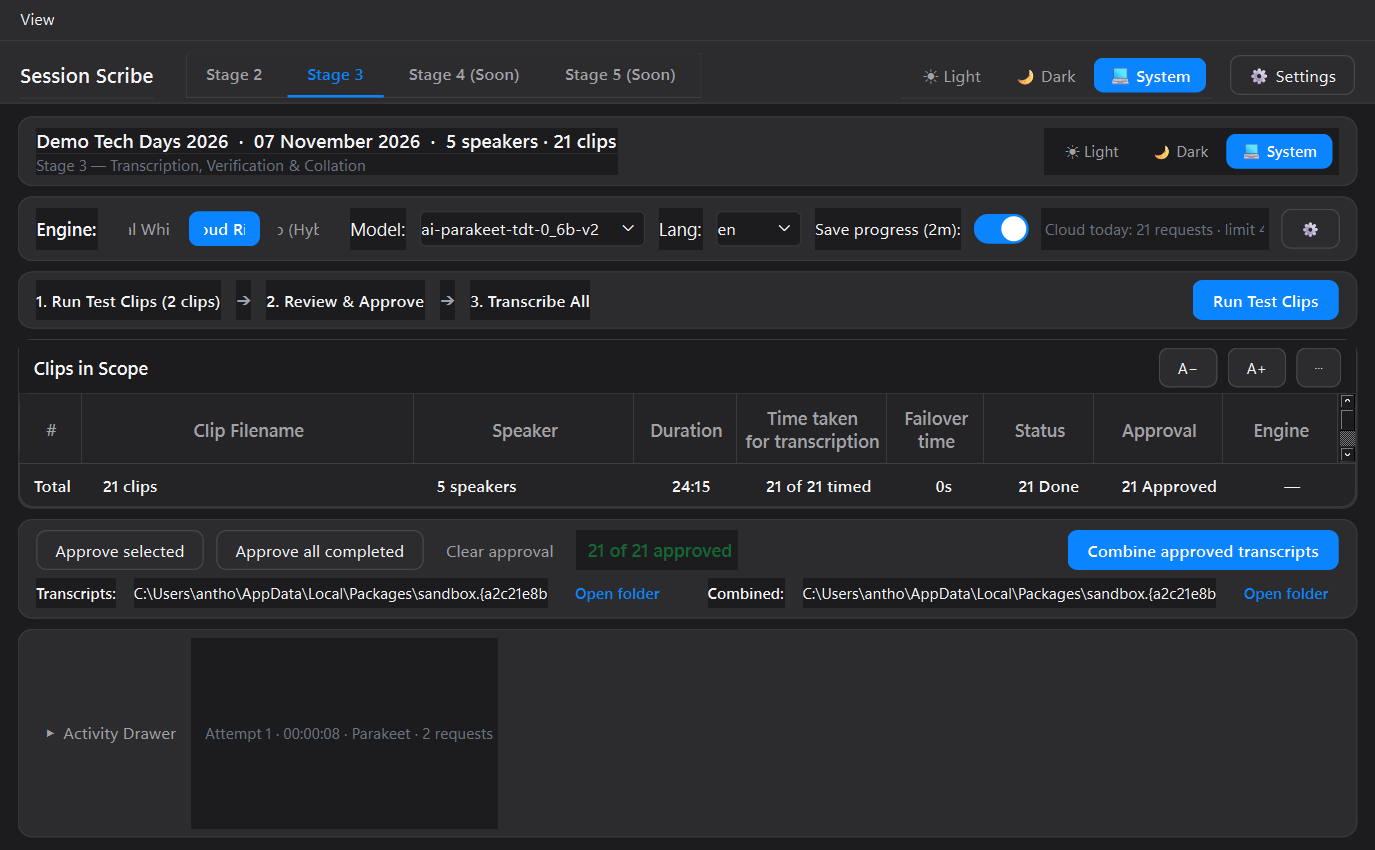 View
Session Scribe
Stage 2
Stage 3
Stage 4 (Soon)
Stage 5 (Soon)
☀ Light
🌙 Dark
💻 System
⚙ Settings
Demo Tech Days 2026 · 07 November 2026 · 5 speakers · 21 clips
Stage 3 — Transcription, Verification & Collation
☀ Light
🌙 Dark
💻 System
Engine:
al Whi
oud Ri
o (Hyb
Model:
ai-parakeet-tdt-0_6b-v2
Lang:
en
Save progress (2m):
Cloud today: 21 requests · limit
1. Run Test Clips (2 clips) → 2. Review & Approve → 3. Transcribe All
Run Test Clips
Clips in Scope
A−
A+
...
# Clip Filename Speaker Duration Time taken for transcription Failover time Status Approval Engine
Total 21 clips 5 speakers 24:15 21 of 21 timed 0s 21 Done 21 Approved —
Approve selected
Approve all completed
Clear approval
21 of 21 approved
Combine approved transcripts
Transcripts: C:\Users\antho\AppData\Local\Packages\sandbox.{a2c21e8b
Open folder
Combined: C:\Users\antho\AppData\Local\Packages\sandbox.{a2c21e8b
Open folder
▸ Activity Drawer
Attempt 1 · 00:00:08 · Parakeet · 2 requests